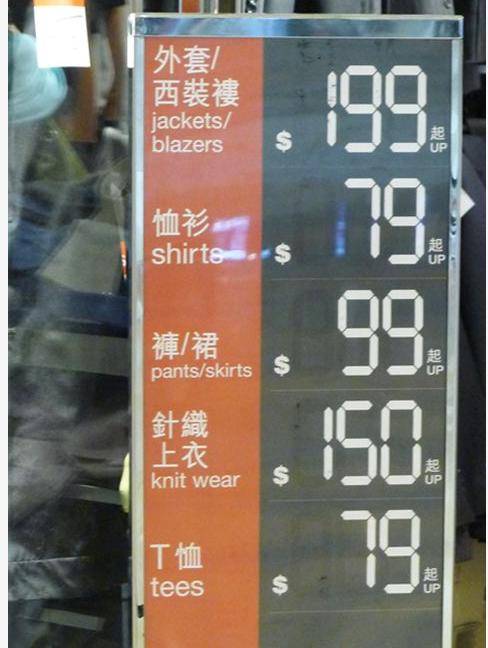 外套/
西裝褸
jackets/
blazers
$ 199 起 UP
恤衫
shirts
$ 79 起 UP
褲/裙
pants/skirts
$ 99 起 UP
針織
上衣
knit wear
$ 150 起 UP
T恤
tees
$ 79 起 UP